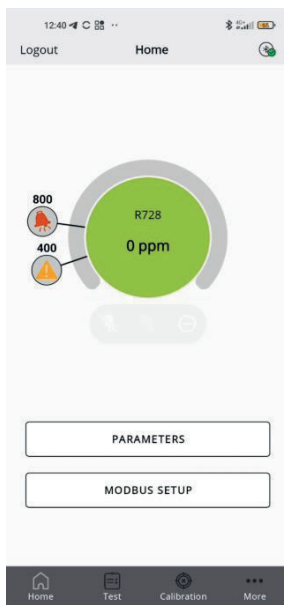 12:40
Logout Home
800
R728
400
0 ppm
PARAMETERS
MODBUS SETUP
Home Test Calibration More